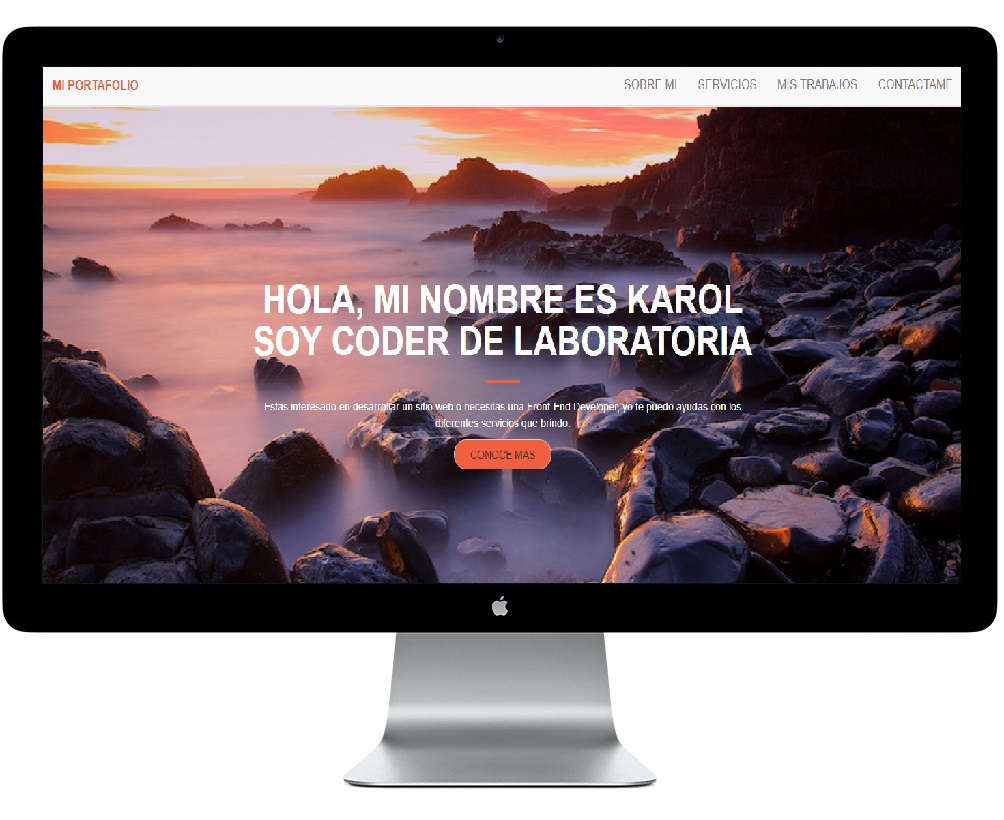 MI PORTAFOLIO
SOBRE MI SERVICIOS MIS TRABAJOS CONTACTAME
HOLA, MI NOMBRE ES KAROL
SOY CODER DE LABORATORIA
Estas interesado en desarrollar un sitio web o necesitas una Front End Developer, yo te puedo ayudas con los
diferentes servicios que brindo.
CONOCE MAS